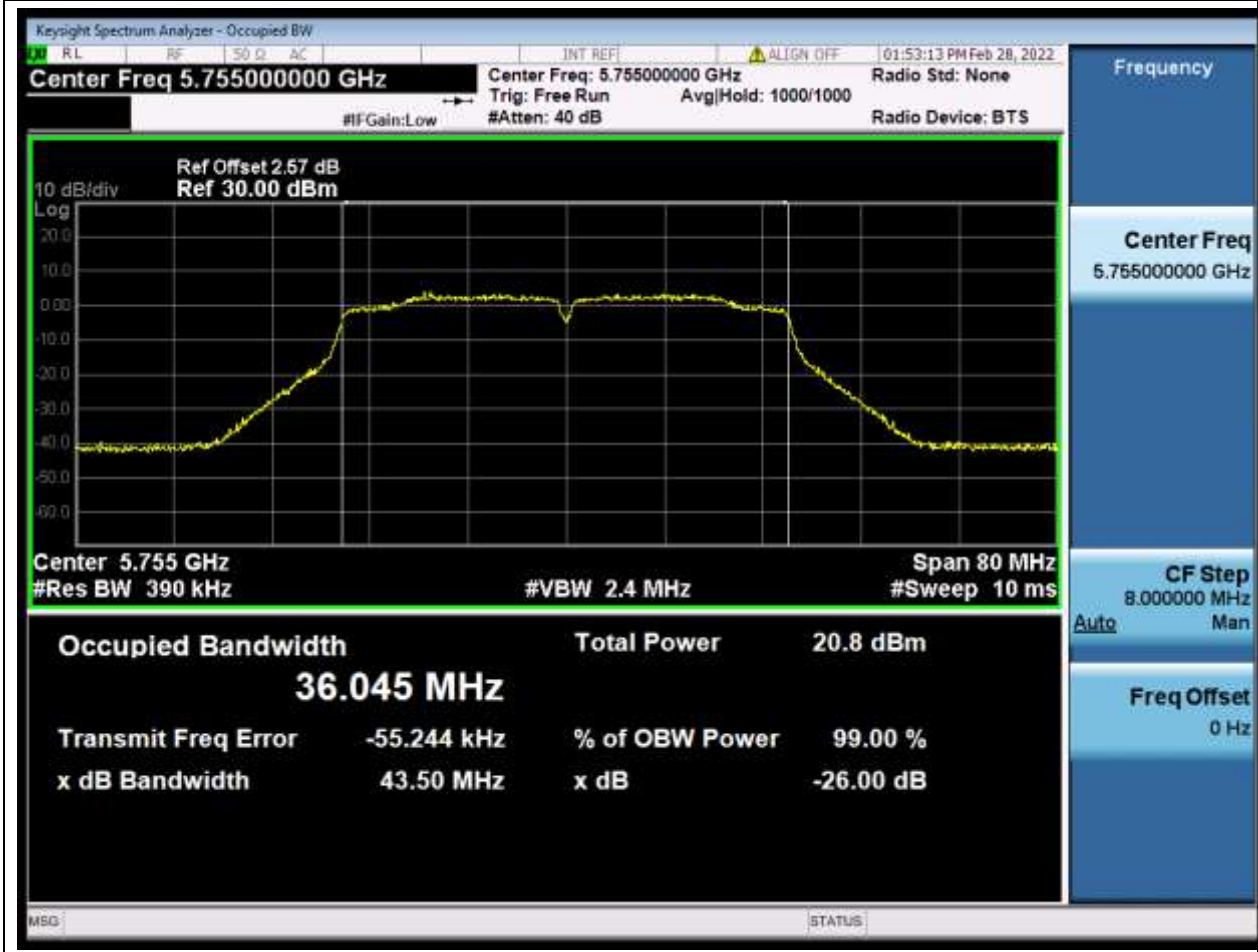 Keysight Spectrum Analyzer - Occupied BW
LXI RL RF 50 Ω AC INT REF ALIGN OFF 01:53:13 PM Feb 28, 2022
Center Freq 5.755000000 GHz
Center Freq: 5.755000000 GHz Radio Std: None
Trig: Free Run Avg|Hold: 1000/1000
#IFGain:Low #Atten: 40 dB Radio Device: BTS
Ref Offset 2.57 dB
10 dB/div Ref 30.00 dBm
Log
20.0
10.0
0.00
-10.0
-20.0
-30.0
-40.0
-50.0
-60.0
Center 5.755 GHz Span 80 MHz
#Res BW 390 kHz #VBW 2.4 MHz #Sweep 10 ms
Occupied Bandwidth Total Power 20.8 dBm
36.045 MHz
Transmit Freq Error -55.244 kHz % of OBW Power 99.00 %
x dB Bandwidth 43.50 MHz x dB -26.00 dB
MSG STATUS
Frequency
Center Freq
5.755000000 GHz
CF Step
8.000000 MHz
Auto Man
Freq Offset
0 Hz